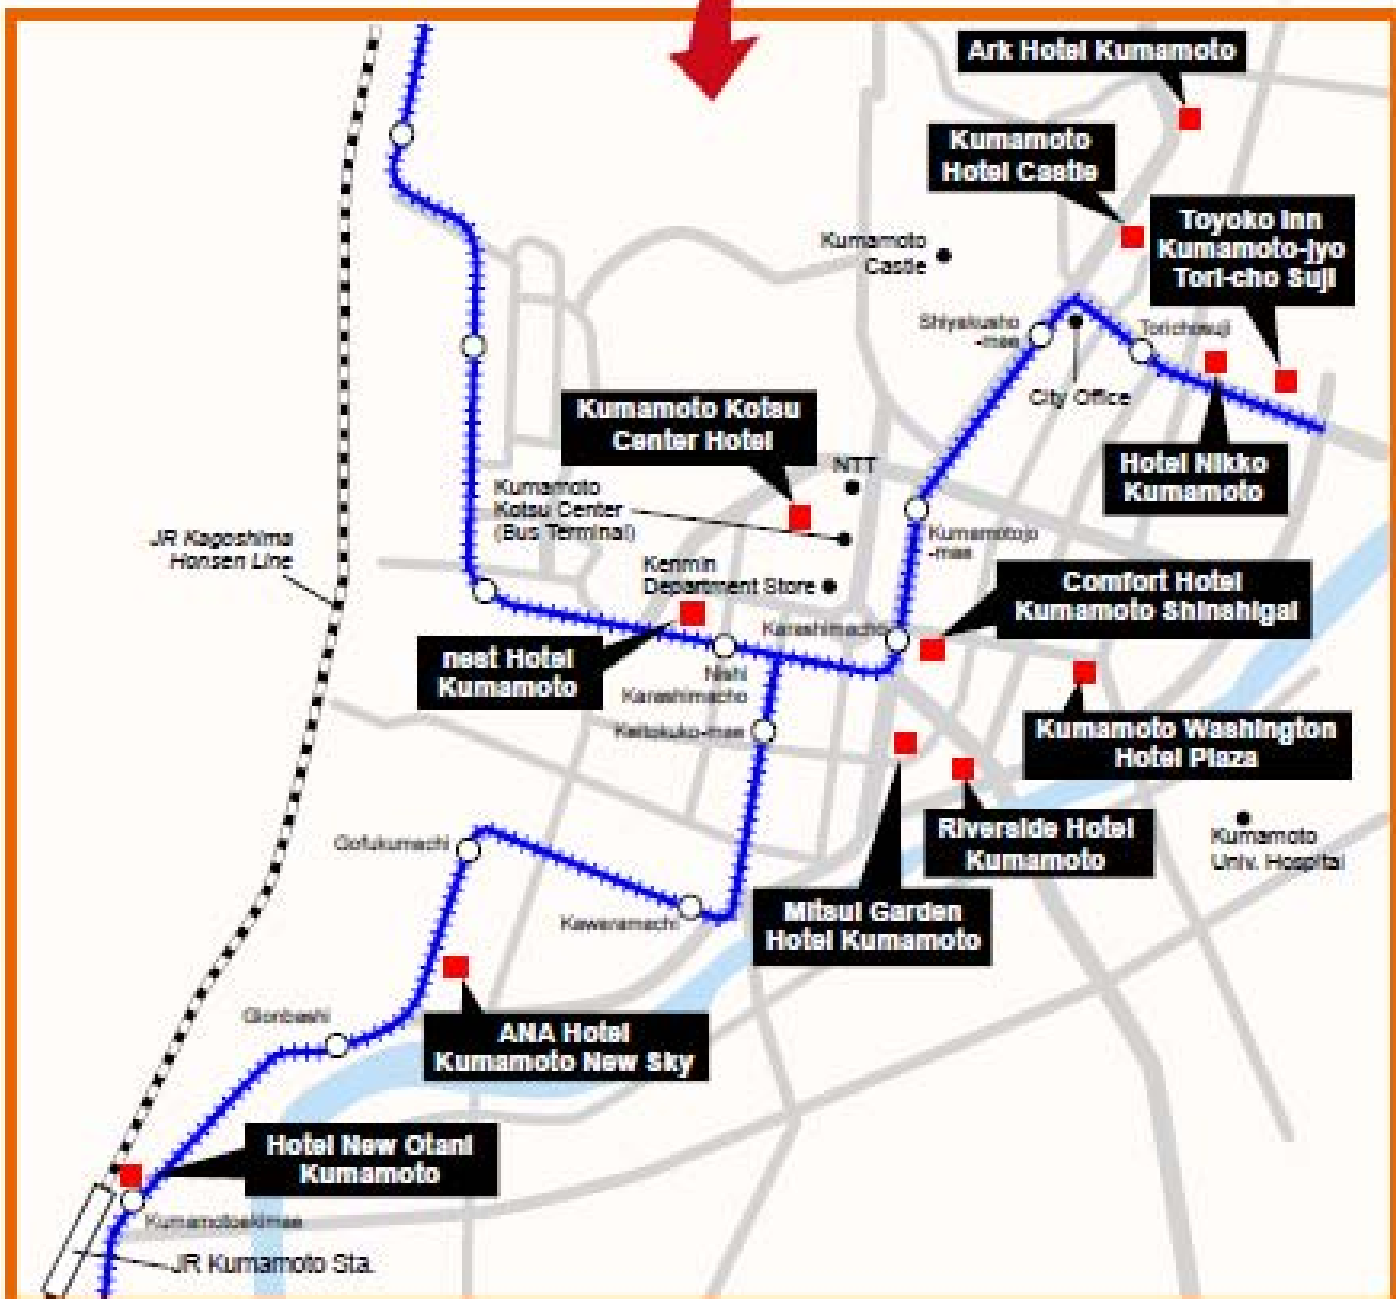 Ark Hotel Kumamoto
Kumamoto
Hotel Castle
Toyoko Inn
Kumamoto-jyo
Tori-cho Suji
Kumamoto
Castle
Shiyakusho
-mae
Torichosuji
City Office
Kumamoto Kotsu
Center Hotel
NTT
Hotel Nikko
Kumamoto
Kumamoto
Kotsu Center
(Bus Terminal)
JR Kagoshima
Honsen Line
Kumamotojo
-mae
Kenmin
Department Store
Comfort Hotel
Kumamoto Shinshigai
Karashimacho
nest Hotel
Kumamoto
Nishi
Karashimacho
Keitokuko-mae
Kumamoto Washington
Hotel Plaza
Riverside Hotel
Kumamoto
Kumamoto
Univ. Hospital
Gofukumachi
Kawaramachi
Mitsui Garden
Hotel Kumamoto
Gionbashi
ANA Hotel
Kumamoto New Sky
Hotel New Otani
Kumamoto
Kumamotoekimae
JR Kumamoto Sta.